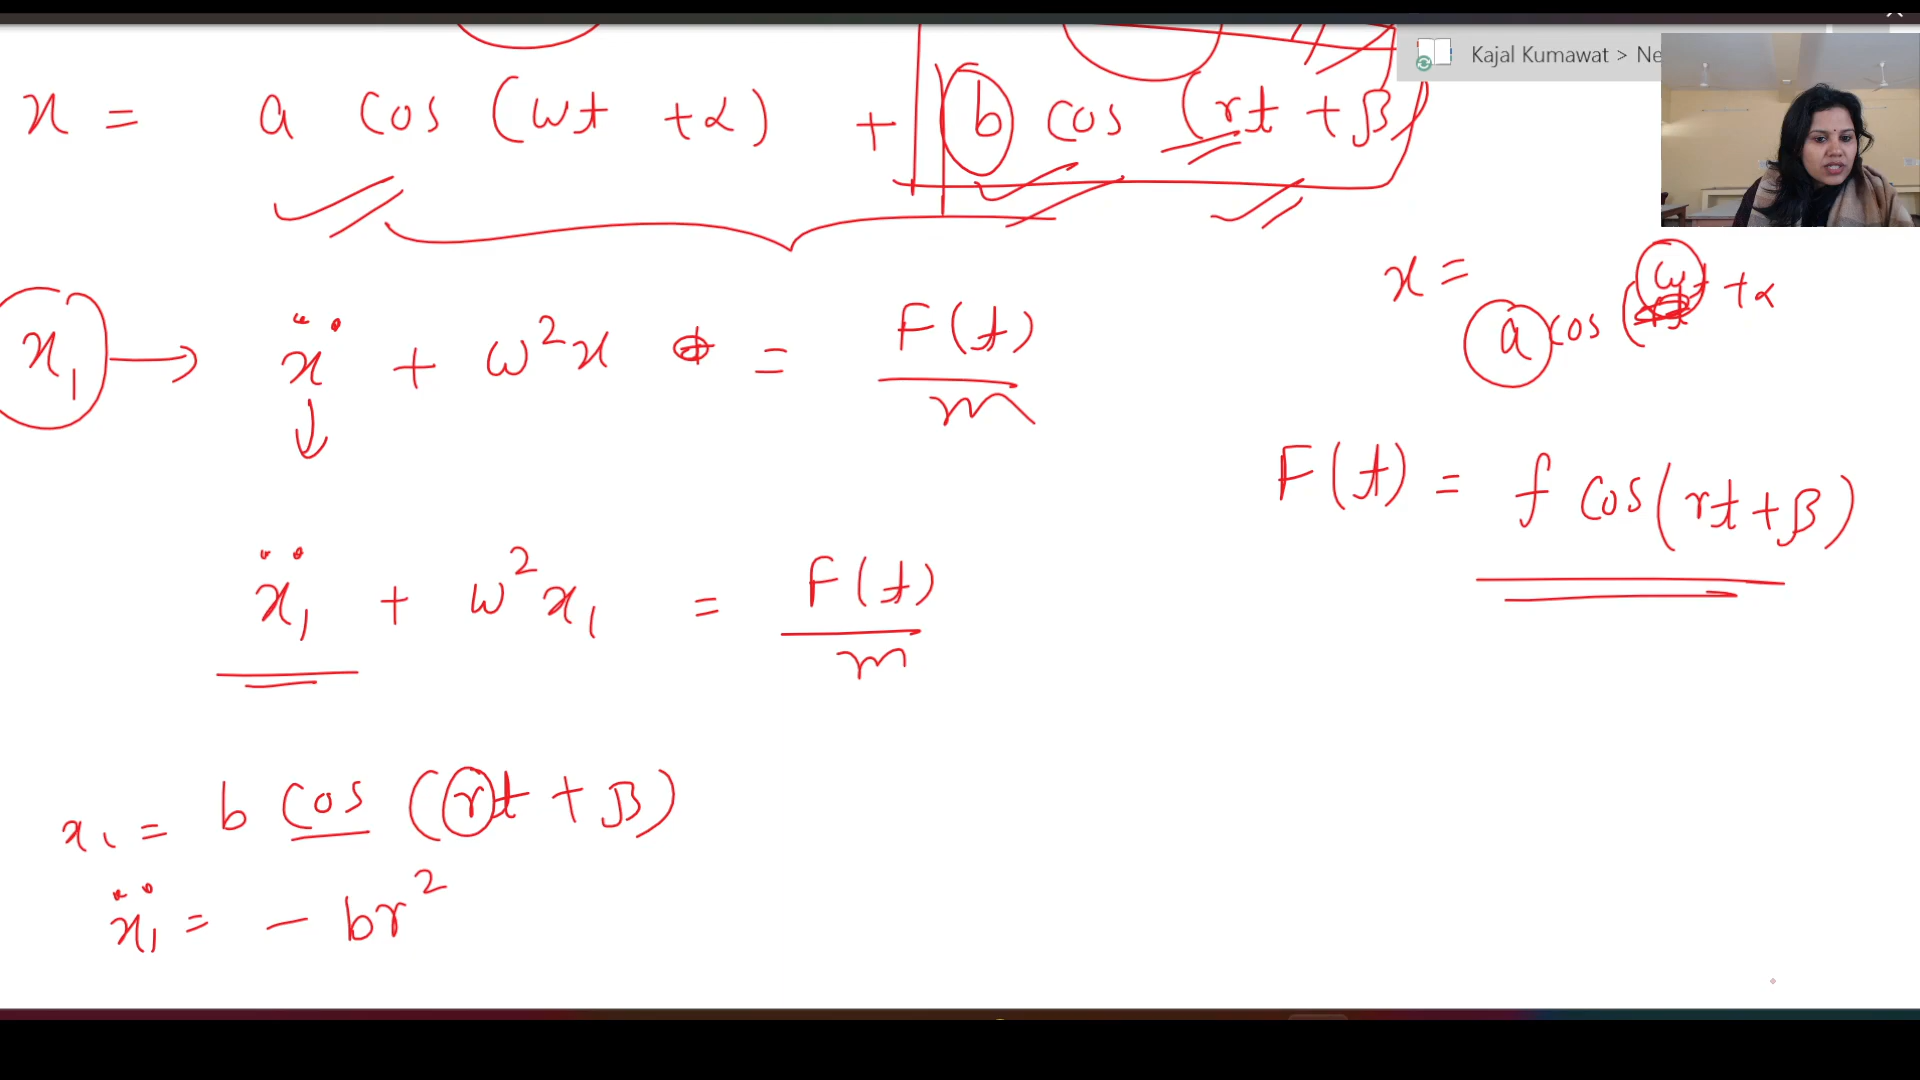 Kajal Kumawat > Ne
x = a cos (ωt + α) + b cos (rt + β)
x =
a cos (ωt + α
x₁ → ẍ + ω²x = F(t)/m
F(t) = f cos(rt + β)
ẍ₁ + ω²x₁ = F(t)/m
x₁ = b cos (rt + β)
ẍ₁ = - br²